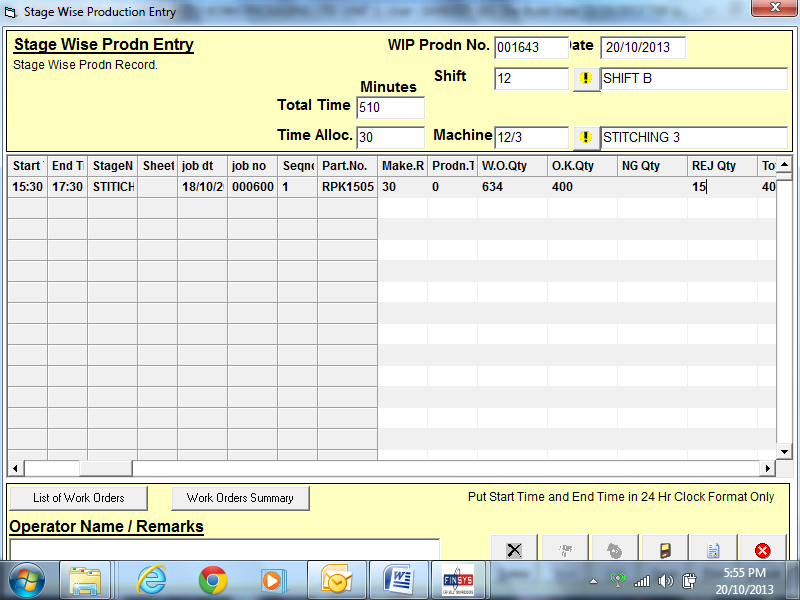 Stage Wise Production Entry
Stage Wise Prodn Entry
Stage Wise Prodn Record.
WIP Prodn No. 001643 Date 20/10/2013
Shift 12 ! SHIFT B
Minutes
Total Time 510
Time Alloc. 30 Machine 12/3 ! STITCHING 3
Start End T StageN Sheet job dt job no Seqno Part.No. Make.R Prodn.T W.O.Qty O.K.Qty NG Qty REJ Qty To
15:30 17:30 STITICH 18/10/2 000600 1 RPK1505 30 0 634 400 15 40
List of Work Orders Work Orders Summary Put Start Time and End Time in 24 Hr Clock Format Only
Operator Name / Remarks
FINSYS
5:55 PM
20/10/2013